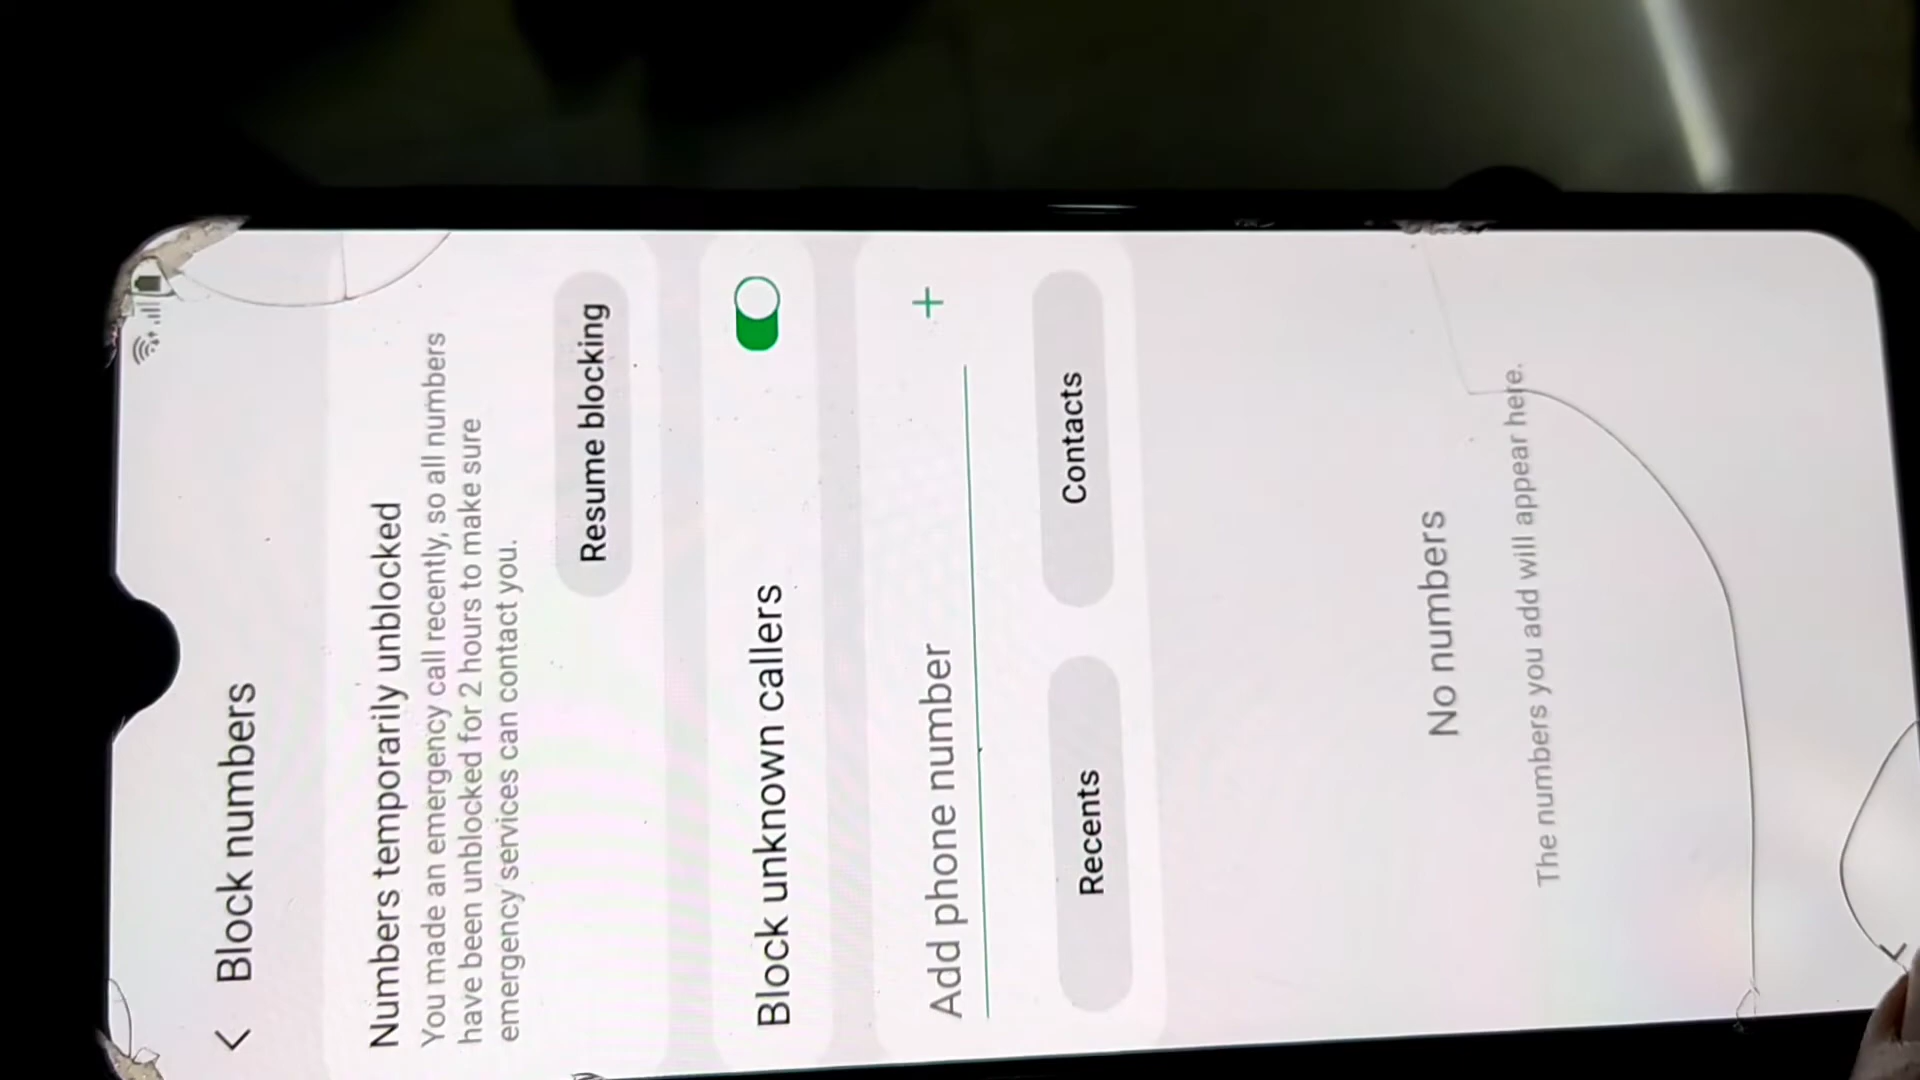 Block numbers
Numbers temporarily unblocked
You made an emergency call recently, so all numbers
have been unblocked for 2 hours to make sure
emergency services can contact you.
Resume blocking
Block unknown callers
Add phone number
Recents
Contacts
No numbers
The numbers you add will appear here.